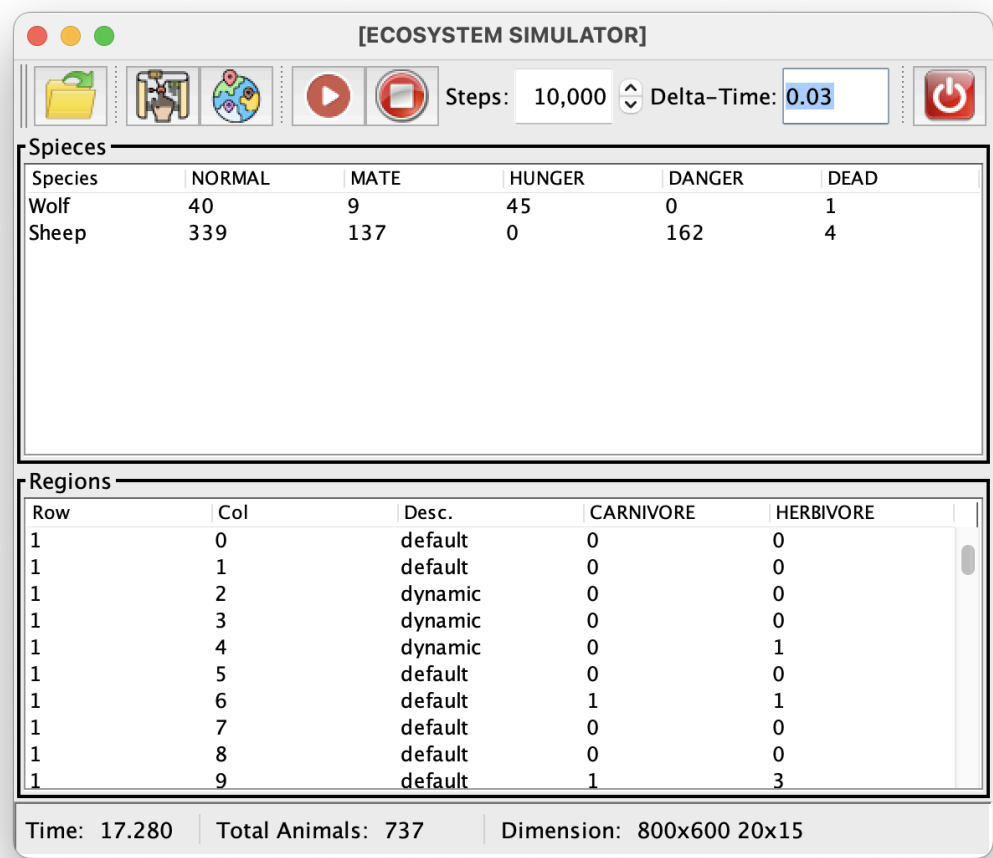 [ECOSYSTEM SIMULATOR]
Steps: 10,000 Delta-Time: 0.03
Spieces
Species NORMAL MATE HUNGER DANGER DEAD
Wolf 40 9 45 0 1
Sheep 339 137 0 162 4
Regions
Row Col Desc. CARNIVORE HERBIVORE
1 0 default 0 0
1 1 default 0 0
1 2 dynamic 0 0
1 3 dynamic 0 0
1 4 dynamic 0 1
1 5 default 0 0
1 6 default 1 1
1 7 default 0 0
1 8 default 0 0
1 9 default 1 3
Time: 17.280 Total Animals: 737 Dimension: 800x600 20x15